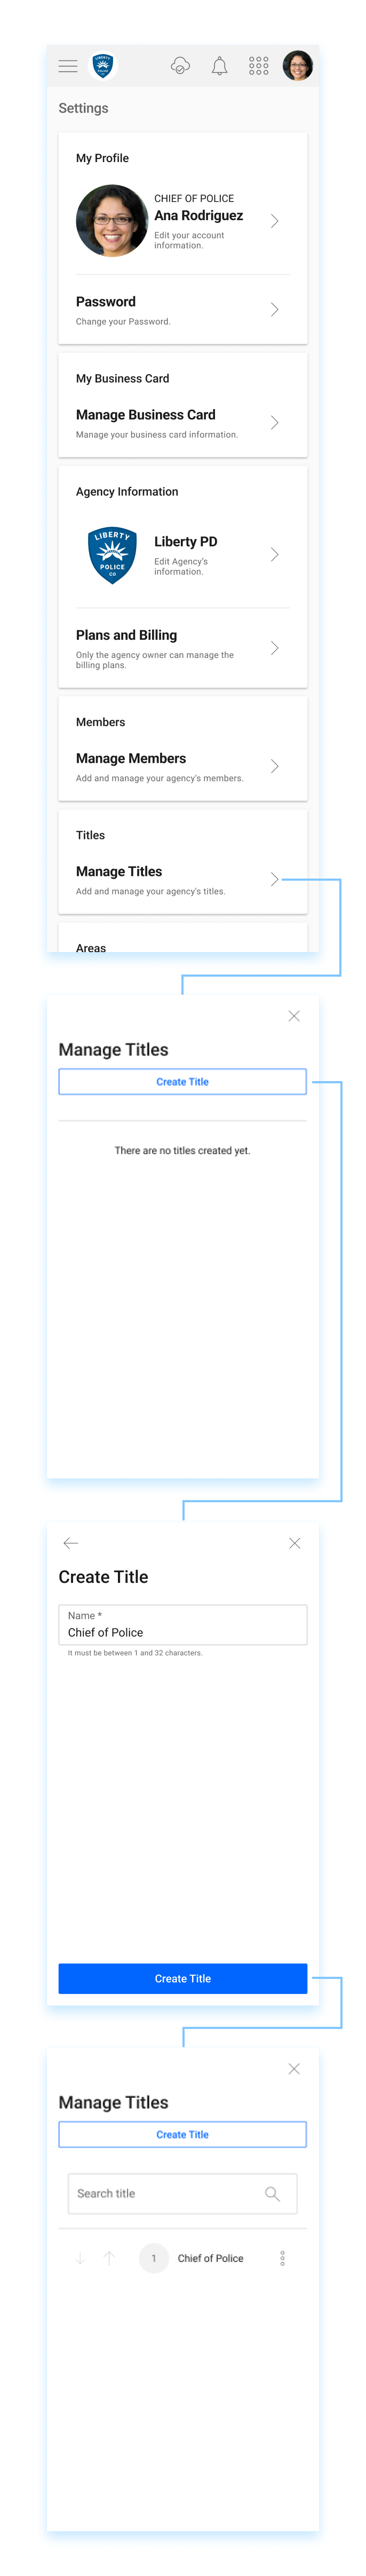 LIBERTY
POLICE
Settings
My Profile
CHIEF OF POLICE
Ana Rodriguez
Edit your account
information.
Password
Change your Password.
My Business Card
Manage Business Card
Manage your business card information.
Agency Information
LIBERTY
POLICE
CO
Liberty PD
Edit Agency's
information.
Plans and Billing
Only the agency owner can manage the
billing plans.
Members
Manage Members
Add and manage your agency's members.
Titles
Manage Titles
Add and manage your agency's titles.
Areas
Manage Titles
Create Title
There are no titles created yet.
Create Title
Name *
Chief of Police
It must be between 1 and 32 characters.
Create Title
Manage Titles
Create Title
Search title
1 Chief of Police